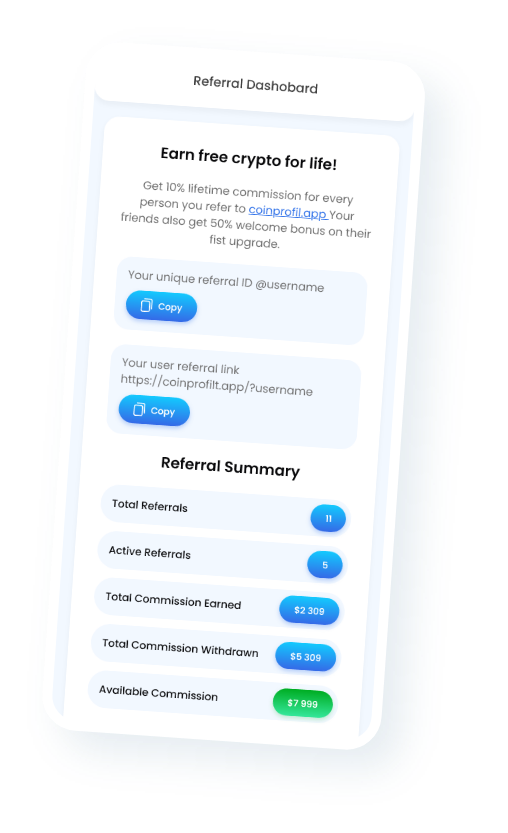 Referral Dashobard
Earn free crypto for life!
Get 10% lifetime commission for every
person you refer to coinprofil.app Your
friends also get 50% welcome bonus on their
fist upgrade.
Your unique referral ID @username
Copy
Your user referral link
https://coinprofilt.app/?username
Copy
Referral Summary
Total Referrals
11
Active Referrals
5
Total Commission Earned
$2 309
Total Commission Withdrawn
$5 309
Available Commission
$7 999